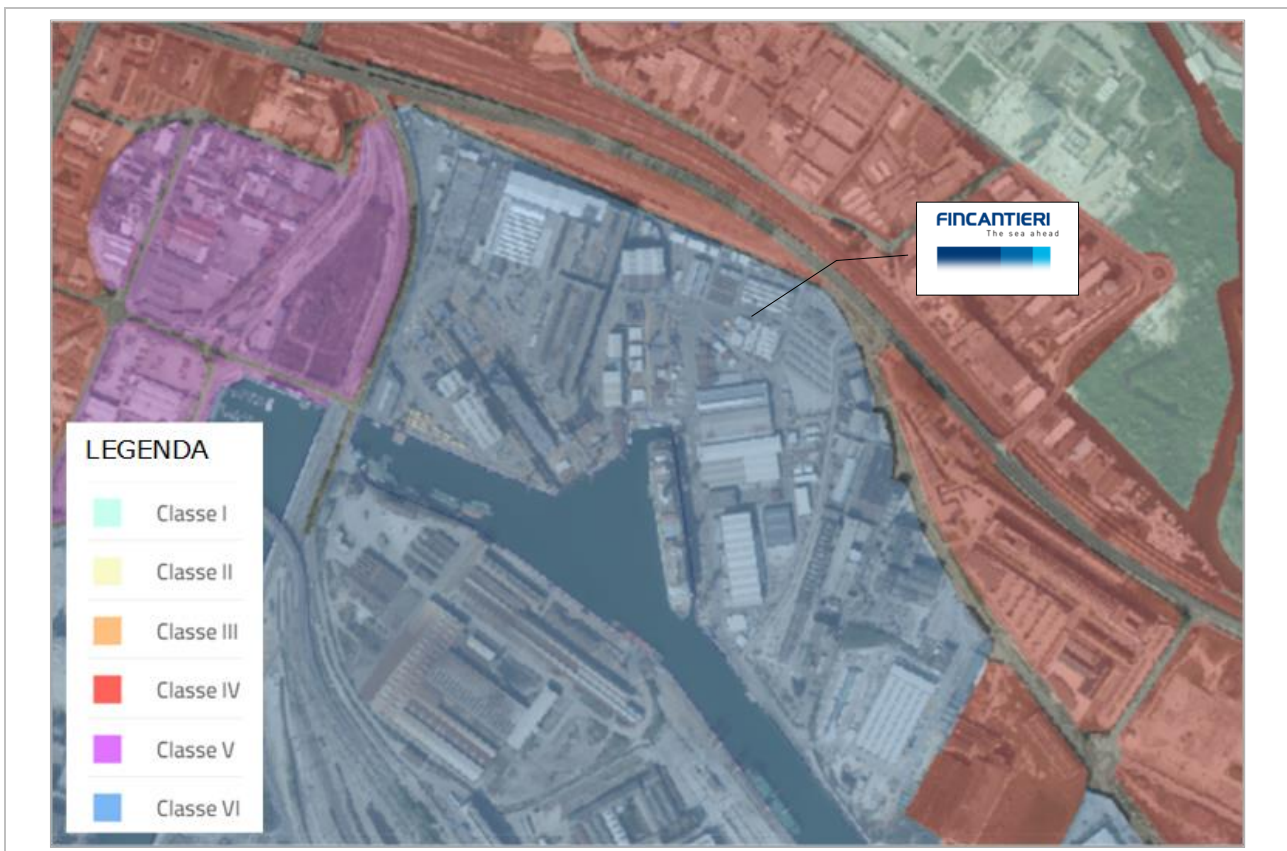 FINCANTIERI
The sea ahead
LEGENDA
Classe I
Classe II
Classe III
Classe IV
Classe V
Classe VI